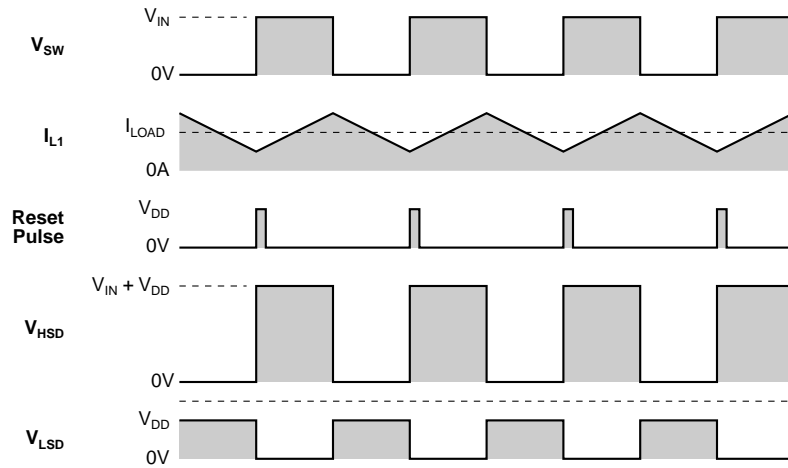 V_IN
V_SW
0V
I_LOAD
I_L1
0A
V_DD
Reset
Pulse
0V
V_IN + V_DD
V_HSD
0V
V_DD
V_LSD
0V